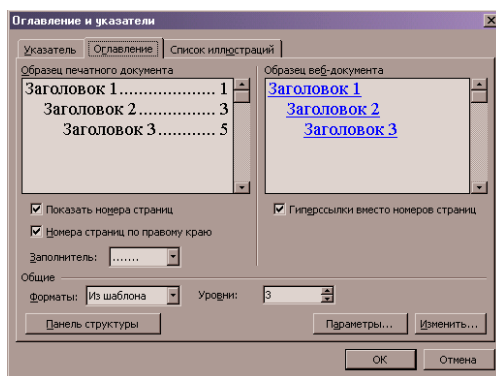 Оглавление и указатели
Указатель Оглавление Список иллюстраций
Образец печатного документа
Заголовок 1................... 1
Заголовок 2............... 3
Заголовок 3............ 5
Образец веб-документа
Заголовок 1
Заголовок 2
Заголовок 3
Показать номера страниц
Гиперссылки вместо номеров страниц
Номера страниц по правому краю
Заполнитель: .......
Общие
Форматы: Из шаблона Уровни: 3
Панель структуры Параметры... Изменить...
ОК Отмена